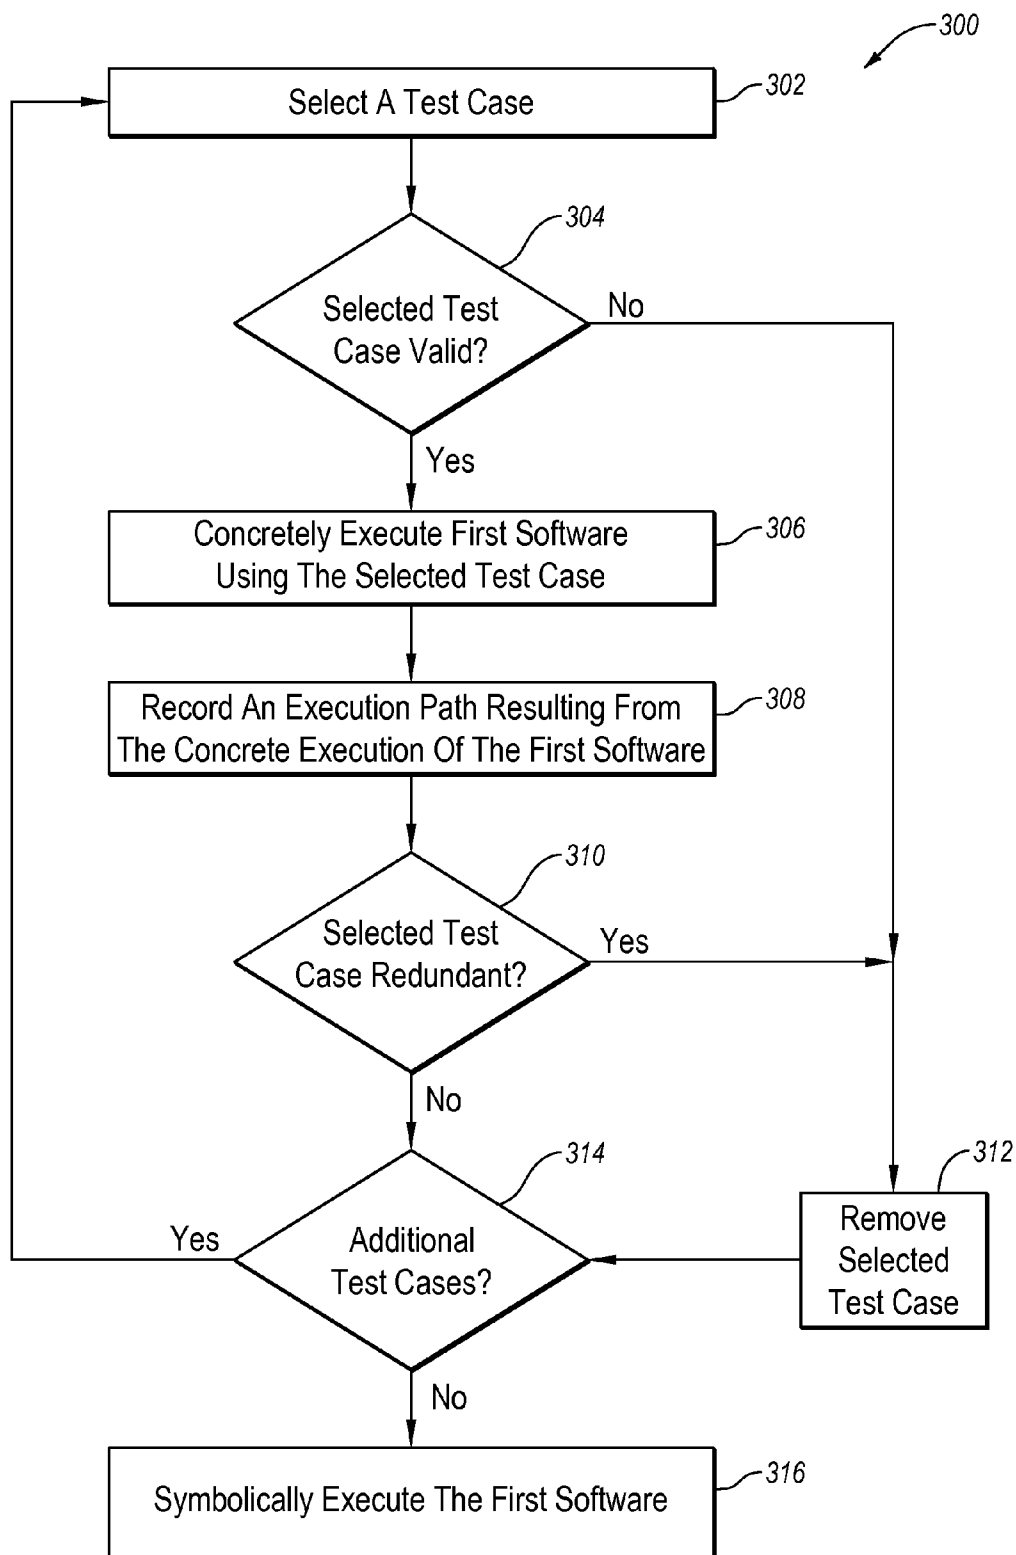 300
Select A Test Case
302
304
Selected Test
Case Valid?
No
Yes
Concretely Execute First Software
Using The Selected Test Case
306
Record An Execution Path Resulting From
The Concrete Execution Of The First Software
308
310
Selected Test
Case Redundant?
Yes
No
314
312
Additional
Test Cases?
Yes
Remove
Selected
Test Case
No
Symbolically Execute The First Software
316